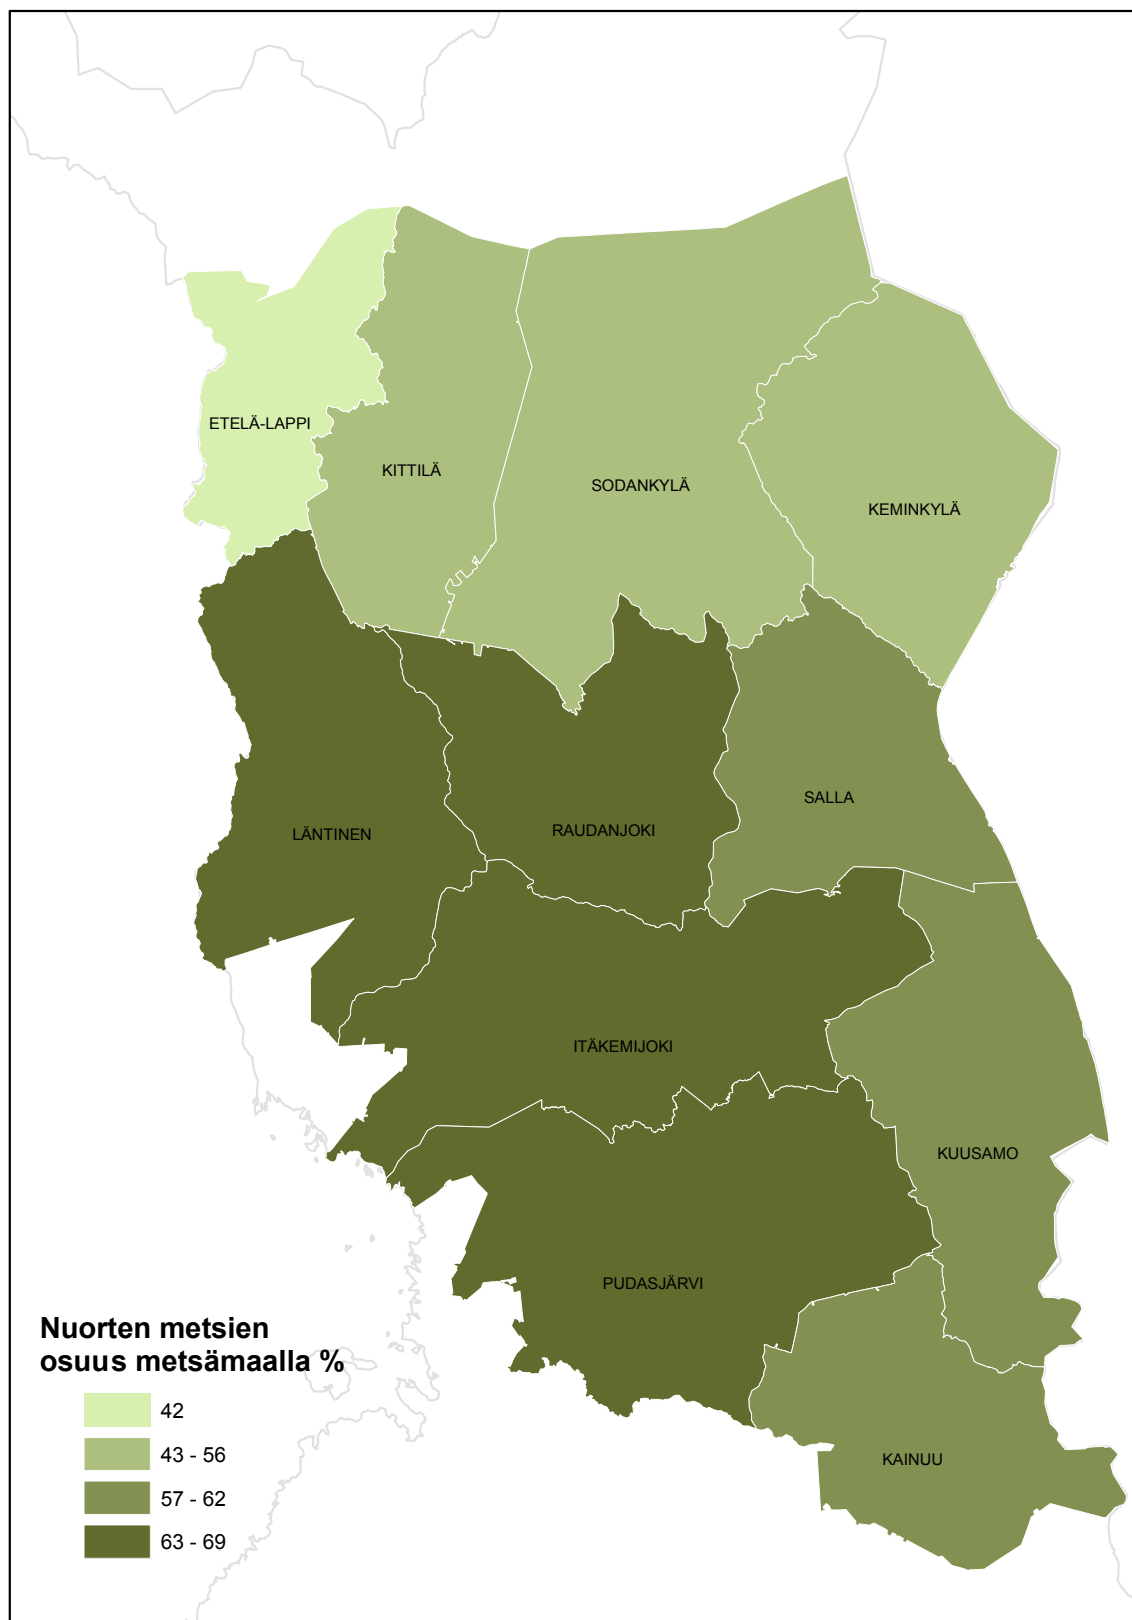 ETELÄ-LAPPI
KITTILÄ
SODANKYLÄ
KEMINKYLÄ
SALLA
RAUDANJOKI
LÄNTINEN
ITÄKEMIJOKI
KUUSAMO
PUDASJÄRVI
KAINUU
Nuorten metsien
osuus metsämaalla %
42
43 - 56
57 - 62
63 - 69